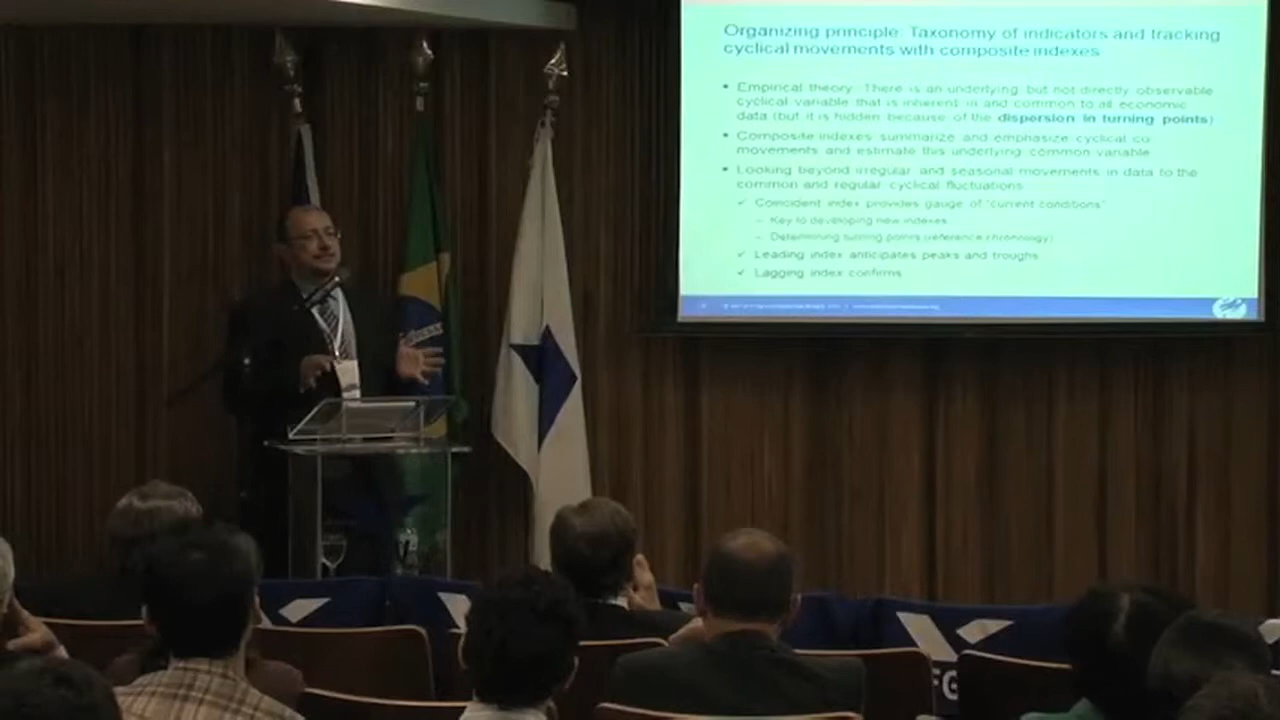 Organizing principle: Taxonomy of indicators and tracking
cyclical movements with composite indexes
• Empirical theory: There is an underlying but not directly observable
cyclical variable that is inherent in and common to all economic
data (but it is hidden because of the dispersion in turning points)
• Composite indexes summarize and emphasize cyclical co
movements and estimate this underlying common variable
• Looking beyond irregular and seasonal movements in data to the
common and regular cyclical fluctuations
✓ Coincident index provides gauge of "current conditions"
– Key to developing new indexes
– Determining turning points (reference chronology)
✓ Leading index anticipates peaks and troughs
✓ Lagging index confirms
FG